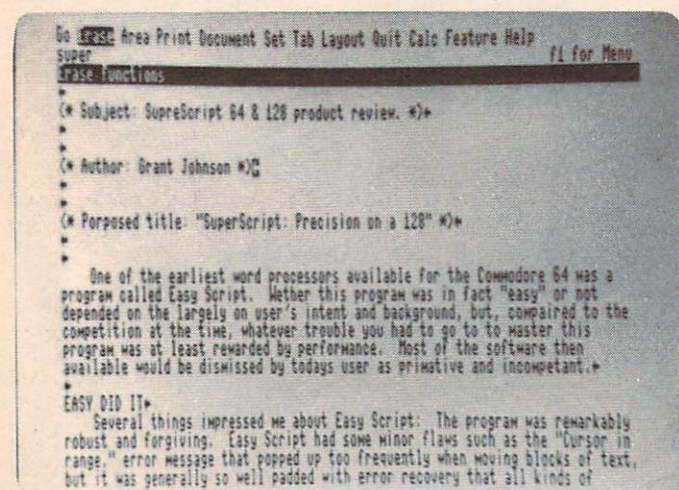 Go Erase Area Print Document Set Tab Layout Quit Calc Feature Help
super f1 for Menu
Erase functions
(* Subject: SupreScript 64 & 128 product review. *)
(* Author: Grant Johnson *)
(* Porposed title: "SuperScript: Precision on a 128" *)
One of the earliest word processors available for the Commodore 64 was a
program called Easy Script. Wether this program was in fact "easy" or not
depended on the largely on user's intent and background, but, compaired to the
competition at the time, whatever trouble you had to go to to master this
program was at least rewarded by performance. Most of the software then
available would be dismissed by todays user as primative and incompetant.
EASY DID IT
Several things impressed me about Easy Script: The program was remarkably
robust and forgiving. Easy Script had some minor flaws such as the "Cursor in
range," error message that popped up too frequently when moving blocks of text,
but it was generally so well padded with error recovery that all kinds of